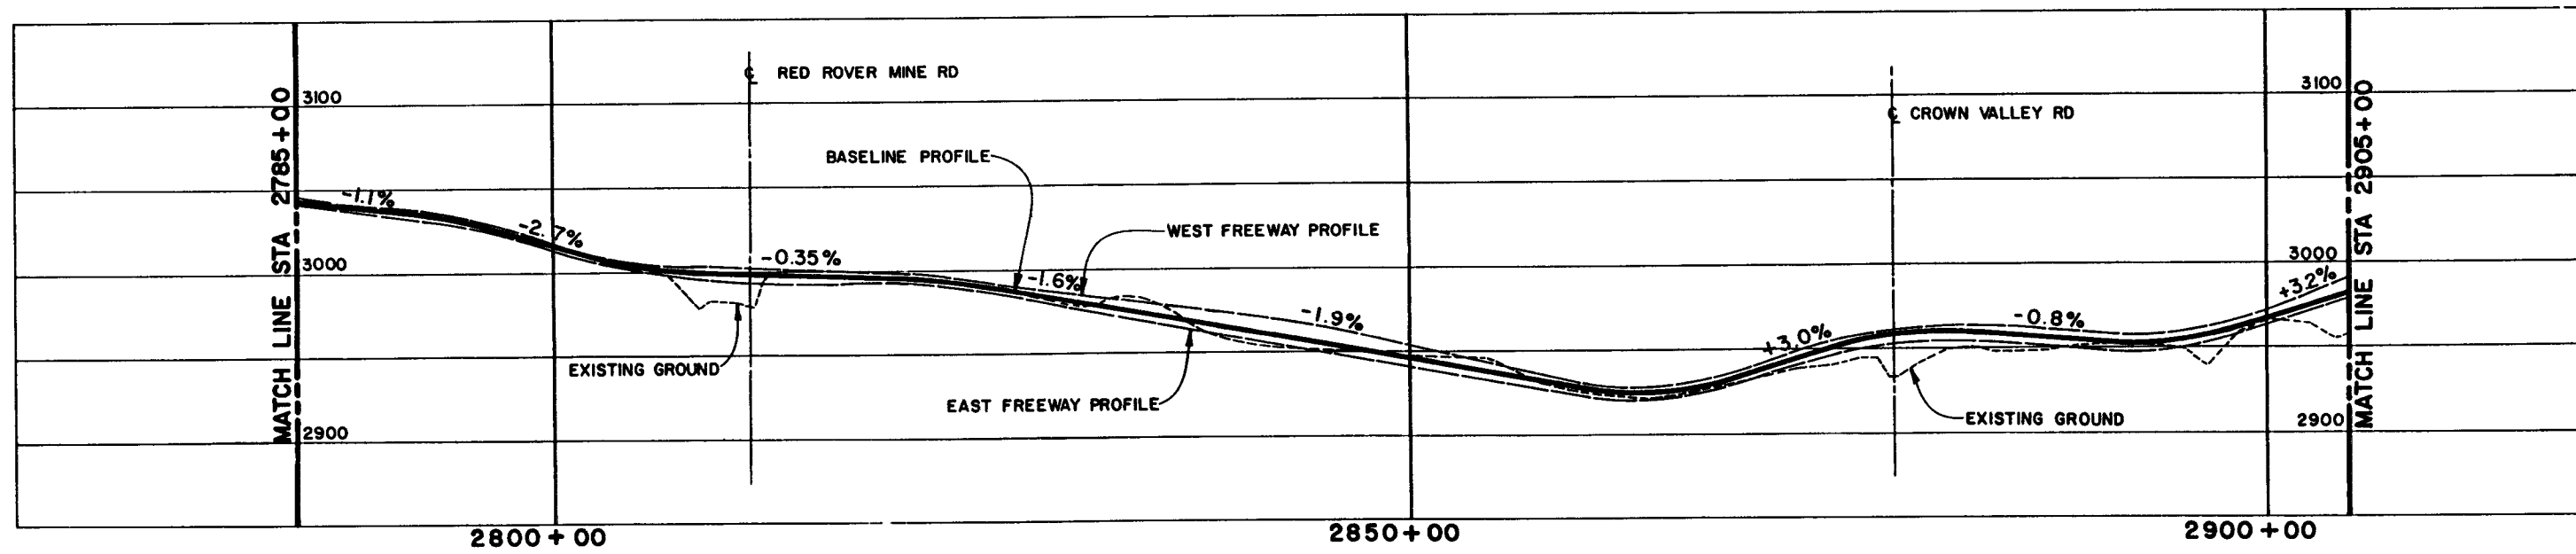 MATCH LINE STA 2785+00
3100
3000
2900
-1.1%
-2.7%
℄ RED ROVER MINE RD
-0.35%
EXISTING GROUND
BASELINE PROFILE
WEST FREEWAY PROFILE
-1.6%
EAST FREEWAY PROFILE
-1.9%
+3.0%
℄ CROWN VALLEY RD
-0.8%
EXISTING GROUND
+3.2%
3100
3000
2900
MATCH LINE STA 2905+00
2800+00
2850+00
2900+00